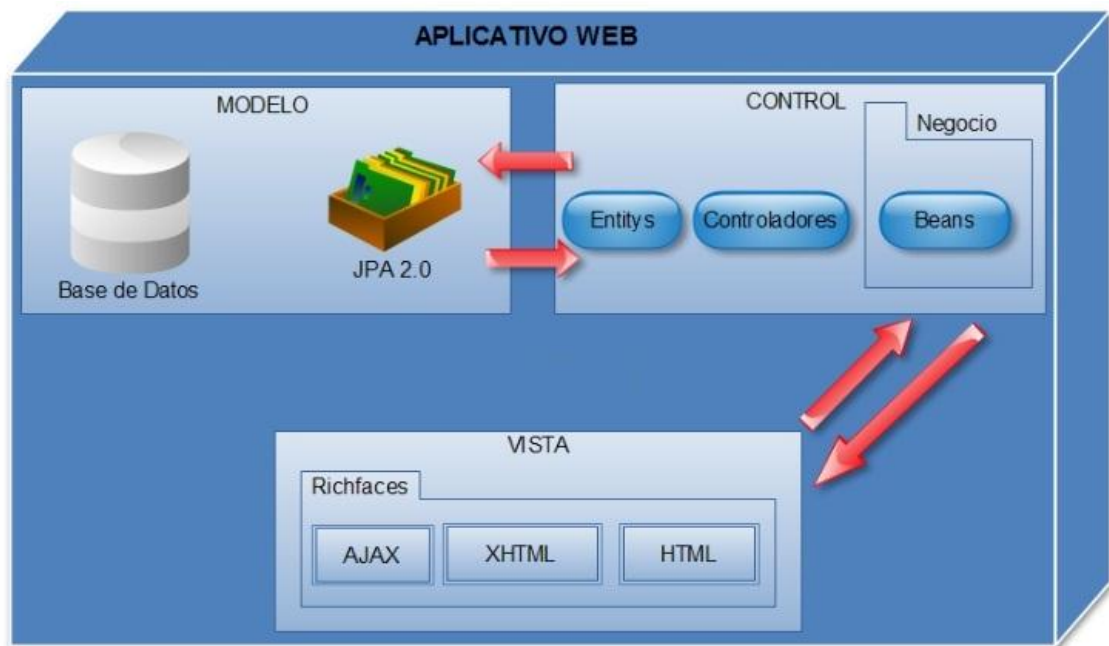 APLICATIVO WEB
MODELO
Base de Datos
JPA 2.0
CONTROL
Negocio
Entitys
Controladores
Beans
VISTA
Richfaces
AJAX
XHTML
HTML